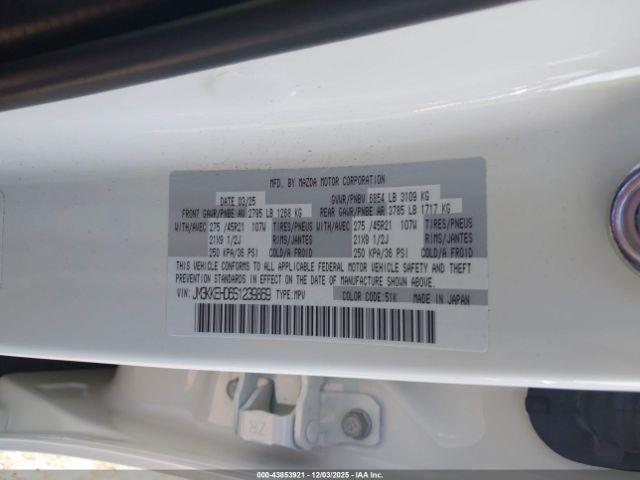 MFD. BY MAZDA MOTOR CORPORATION
DATE 03/25 GVWR/PNBV 6854 LB 3109 KG
FRONT GAWR/PNBE AV 2795 LB 1268 KG REAR GAWR/PNBE AR 3785 LB 1717 KG
WITH/AVEC 275 /45R21 107W TIRES/PNEUS WITH/AVEC 275 /45R21 107W TIRES/PNEUS
21X9 1/2J RIMS/JANTES 21X9 1/2J RIMS/JANTES
250 KPA/36 PSI COLD/A FROID 250 KPA/36 PSI COLD/A FROID
THIS VEHICLE CONFORMS TO ALL APPLICABLE FEDERAL MOTOR VEHICLE SAFETY AND THEFT
PREVENTION STANDARDS IN EFFECT ON THE DATE OF MANUFACTURE SHOWN ABOVE.
VIN: JM3KKEHD6S1239869 TYPE:MPV COLOR CODE:51K MADE IN JAPAN
Z8
000-43853921 - 12/03/2025 - IAAI Inc.